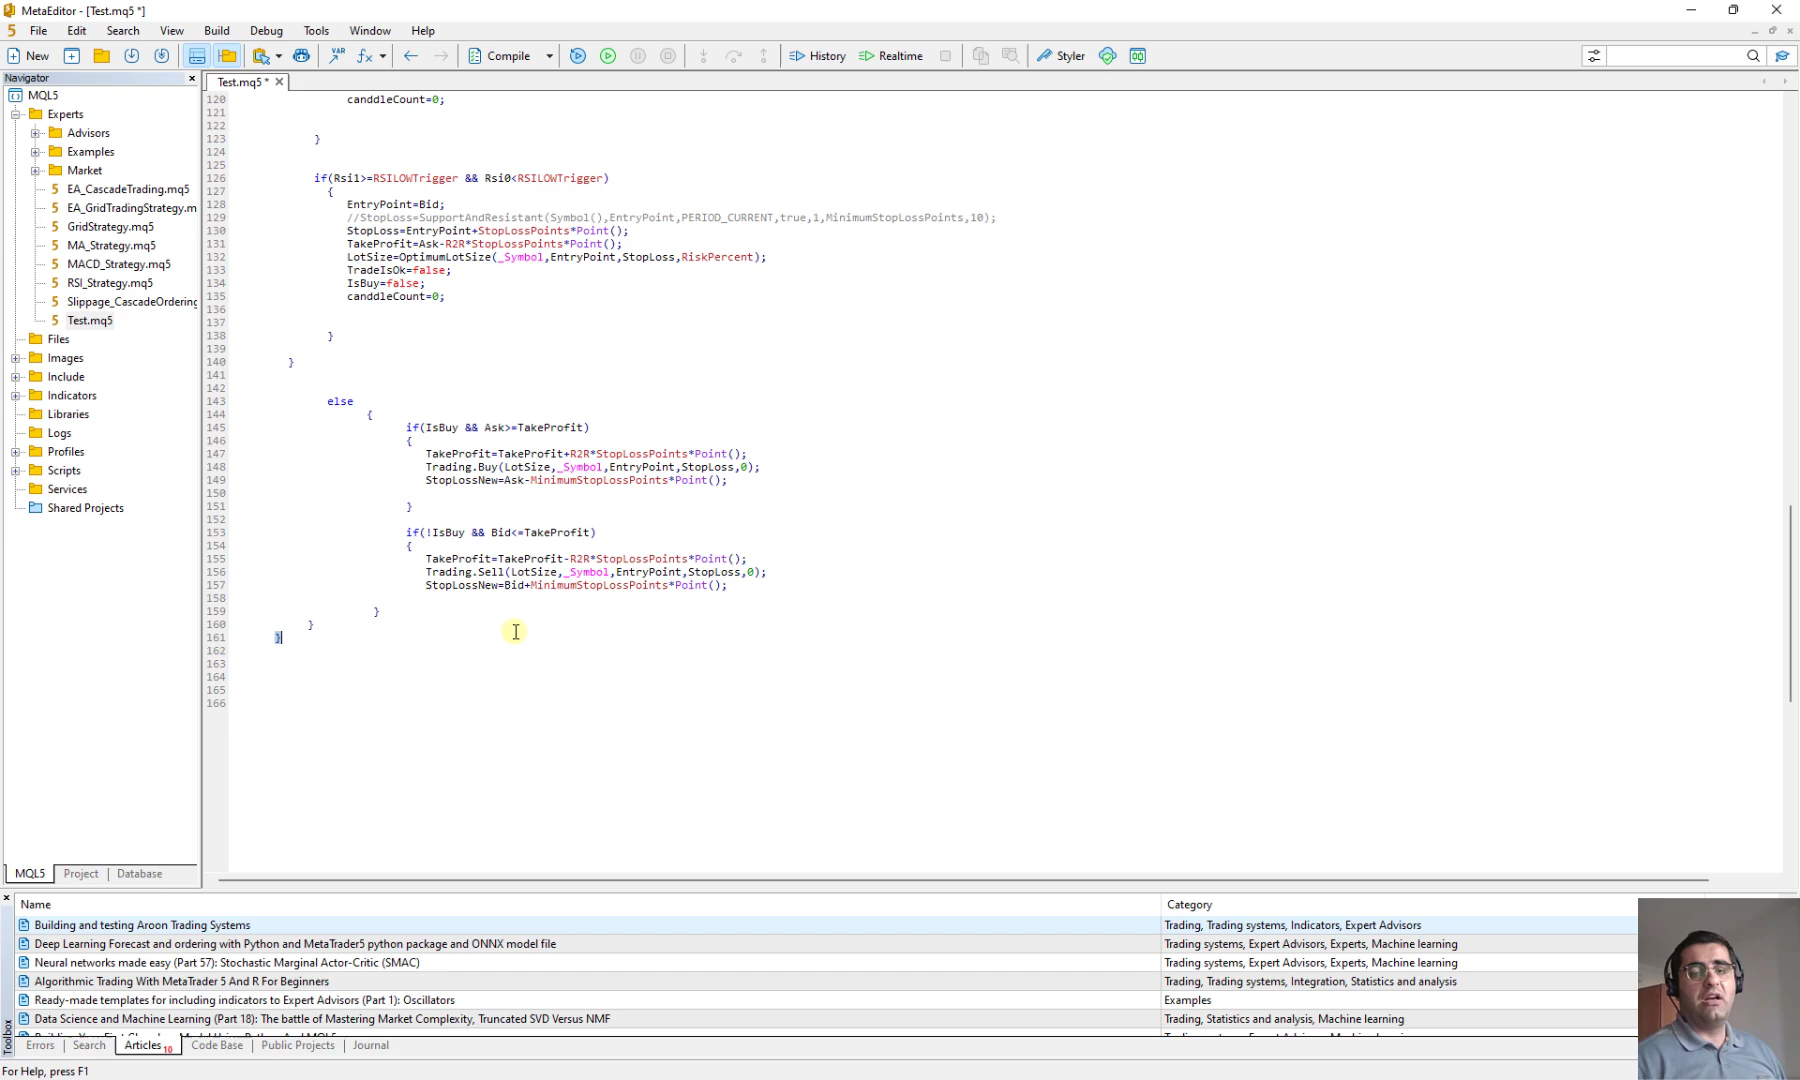 MetaEditor - [Test.mq5 *]
5 File Edit Search View Build Debug Tools Window Help
New VAR Compile History Realtime Styler
Navigator
MQL5
Experts
Advisors
Examples
Market
5 EA_CascadeTrading.mq5
5 EA_GridTradingStrategy.m
5 GridStrategy.mq5
5 MA_Strategy.mq5
5 MACD_Strategy.mq5
5 RSI_Strategy.mq5
5 Slippage_CascadeOrdering
5 Test.mq5
Files
Images
Include
Indicators
Libraries
Logs
Profiles
Scripts
Services
Shared Projects
MQL5 Project Database
Test.mq5 *
120 canddleCount=0;
121
122
123 }
124
125
126 if(Rsi1>=RSILOWTrigger && Rsi0<RSILOWTrigger)
127 {
128 EntryPoint=Bid;
129 //StopLoss=SupportAndResistant(Symbol(),EntryPoint,PERIOD_CURRENT,true,1,MinimumStopLossPoints,10);
130 StopLoss=EntryPoint+StopLossPoints*Point();
131 TakeProfit=Ask-R2R*StopLossPoints*Point();
132 LotSize=OptimumLotSize(_Symbol,EntryPoint,StopLoss,RiskPercent);
133 TradeIsOk=false;
134 IsBuy=false;
135 canddleCount=0;
136
137
138 }
139
140 }
141
142
143 else
144 {
145 if(IsBuy && Ask>=TakeProfit)
146 {
147 TakeProfit=TakeProfit+R2R*StopLossPoints*Point();
148 Trading.Buy(LotSize,_Symbol,EntryPoint,StopLoss,0);
149 StopLossNew=Ask-MinimumStopLossPoints*Point();
150
151 }
152
153 if(!IsBuy && Bid<=TakeProfit)
154 {
155 TakeProfit=TakeProfit-R2R*StopLossPoints*Point();
156 Trading.Sell(LotSize,_Symbol,EntryPoint,StopLoss,0);
157 StopLossNew=Bid+MinimumStopLossPoints*Point();
158
159 }
160 }
161 }
162
163
164
165
166
Name Category
Building and testing Aroon Trading Systems Trading, Trading systems, Indicators, Expert Advisors
Deep Learning Forecast and ordering with Python and MetaTrader5 python package and ONNX model file Trading systems, Expert Advisors, Experts, Machine learning
Neural networks made easy (Part 57): Stochastic Marginal Actor-Critic (SMAC) Trading systems, Expert Advisors, Experts, Machine learning
Algorithmic Trading With MetaTrader 5 And R For Beginners Trading, Trading systems, Integration, Statistics and analysis
Ready-made templates for including indicators to Expert Advisors (Part 1): Oscillators Examples
Data Science and Machine Learning (Part 18): The battle of Mastering Market Complexity, Truncated SVD Versus NMF Trading, Statistics and analysis, Machine learning
Toolbox
Errors Search Articles 10 Code Base Public Projects Journal
For Help, press F1